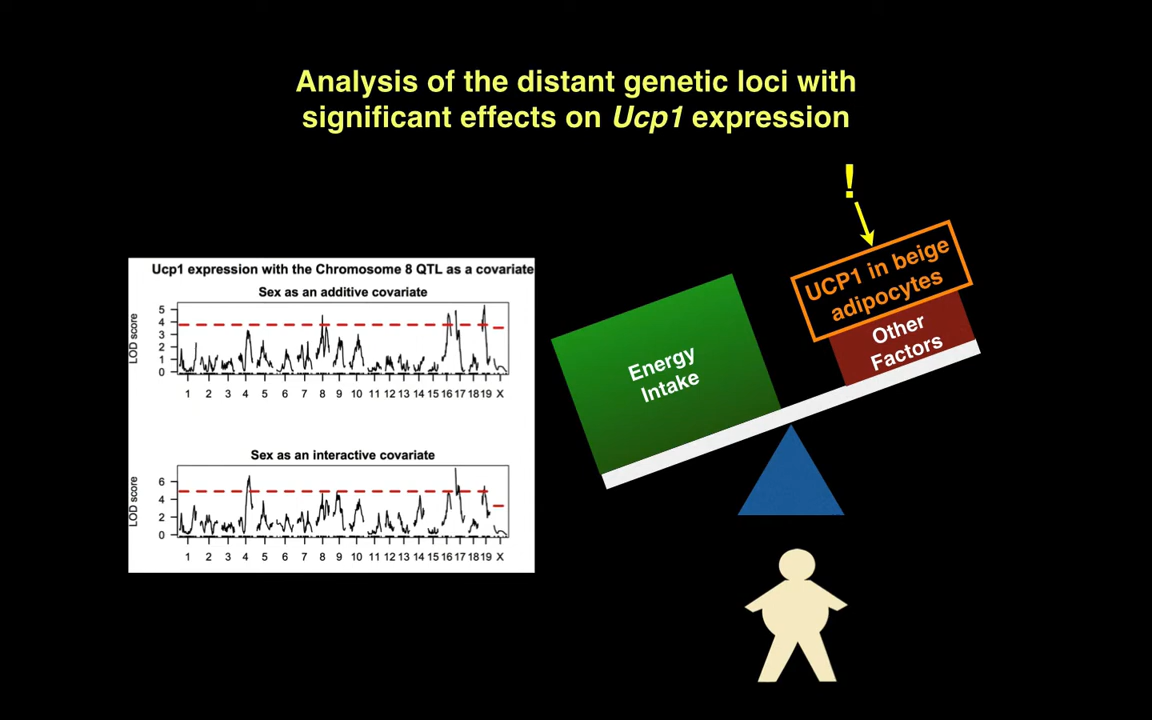 Analysis of the distant genetic loci with
significant effects on Ucp1 expression
Ucp1 expression with the Chromosome 8 QTL as a covariate
Sex as an additive covariate
LOD score
5
4
3
2
1
0
1 2 3 4 5 6 7 8 9 10 11 12 13 14 15 16 17 18 19 X
Sex as an interactive covariate
LOD score
6
4
2
0
1 2 3 4 5 6 7 8 9 10 11 12 13 14 15 16 17 18 19 X
!
UCP1 in beige
adipocytes
Other
Factors
Energy
Intake